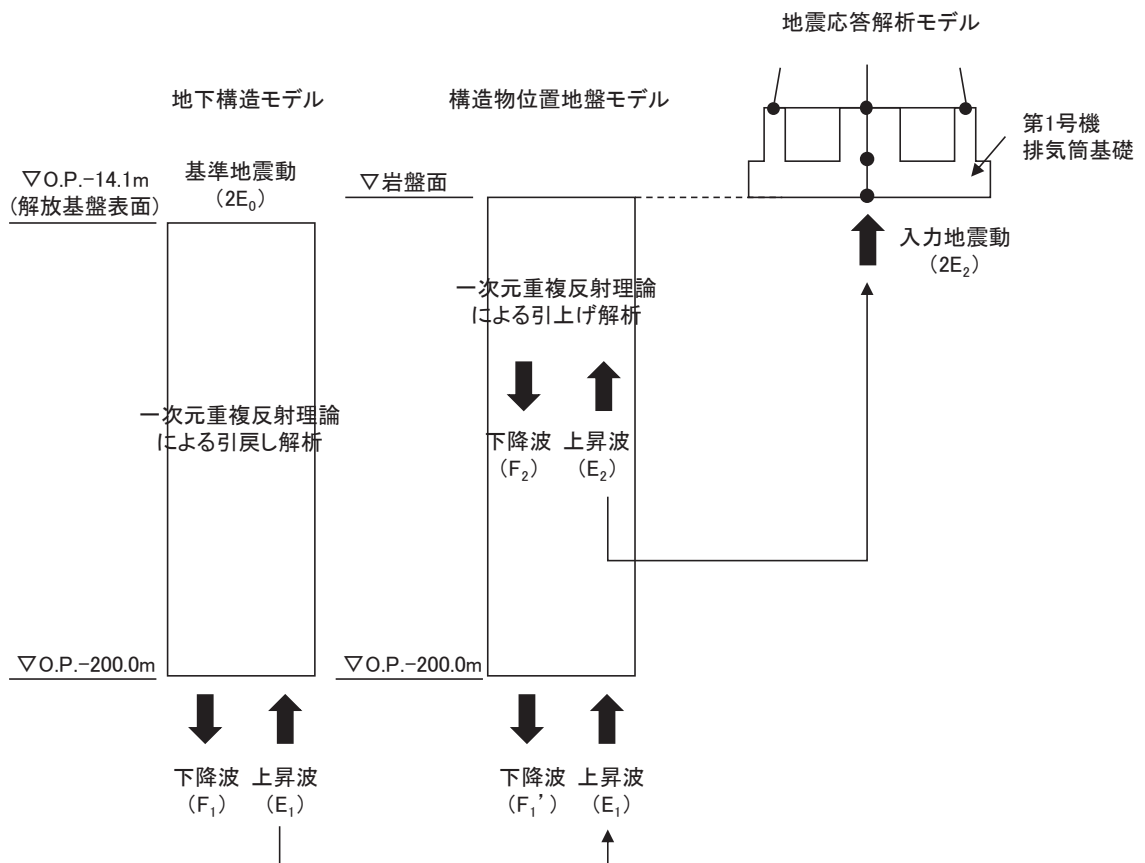 地震応答解析モデル
地下構造モデル
構造物位置地盤モデル
第1号機
排気筒基礎
▽O.P.-14.1m
(解放基盤表面)
基準地震動
(2E₀)
▽岩盤面
入力地震動
(2E₂)
一次元重複反射理論
による引上げ解析
一次元重複反射理論
による引戻し解析
下降波
(F₂)
上昇波
(E₂)
▽O.P.-200.0m
▽O.P.-200.0m
下降波
(F₁)
上昇波
(E₁)
下降波
(F₁’)
上昇波
(E₁)